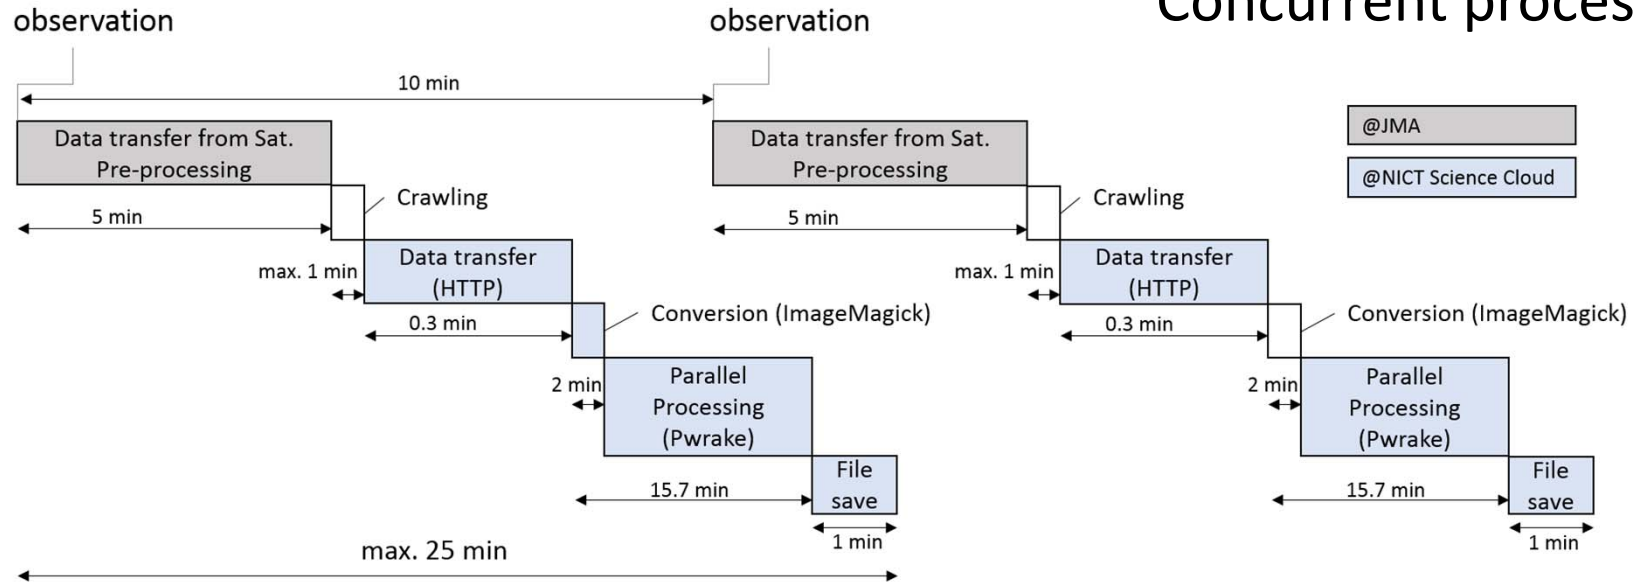 Concurrent proces
observation
observation
10 min
Data transfer from Sat.
Pre-processing
Data transfer from Sat.
Pre-processing
@JMA
@NICT Science Cloud
Crawling
Crawling
5 min
5 min
Data transfer
(HTTP)
Data transfer
(HTTP)
max. 1 min
max. 1 min
0.3 min
0.3 min
Conversion (ImageMagick)
Conversion (ImageMagick)
2 min
2 min
Parallel
Processing
(Pwrake)
Parallel
Processing
(Pwrake)
15.7 min
15.7 min
File
save
File
save
1 min
1 min
max. 25 min